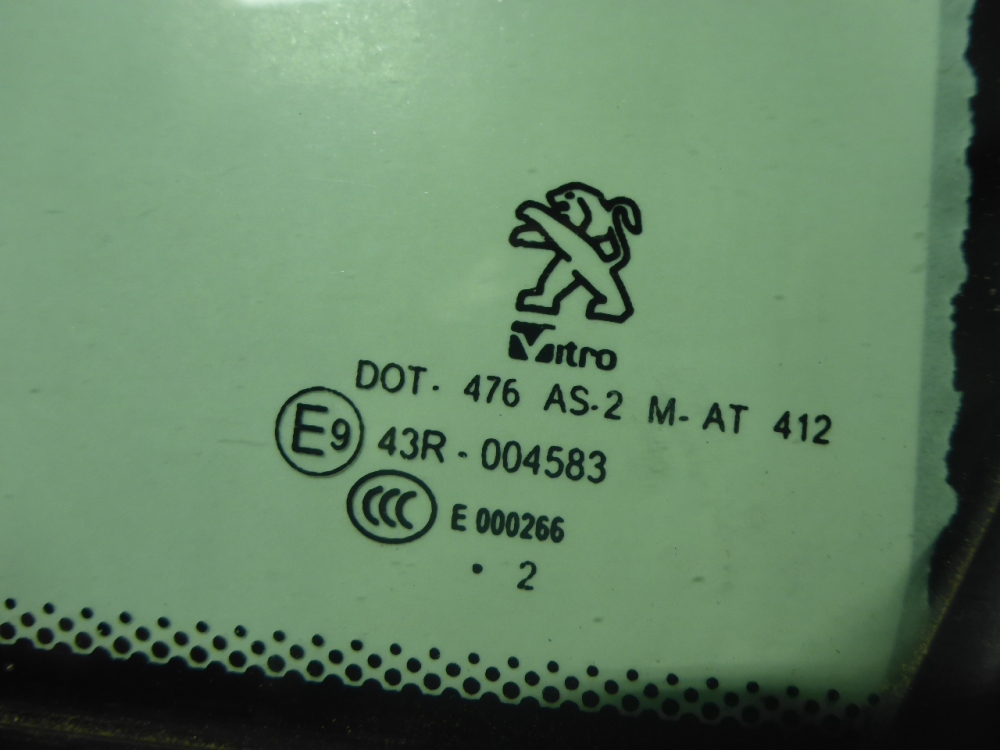 Vitro
DOT· 476 AS-2 M-AT 412
E9 43R - 004583
CCC E 000266
· 2